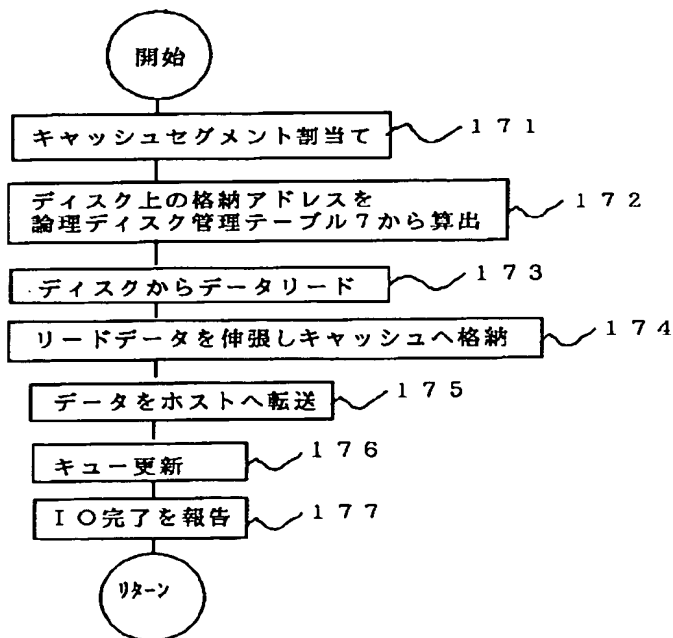 開始
キャッシュセグメント割当て
171
ディスク上の格納アドレスを
論理ディスク管理テーブル7から算出
172
ディスクからデータリード
173
リードデータを伸張しキャッシュへ格納
174
データをホストへ転送
175
キュー更新
176
IO完了を報告
177
リターン